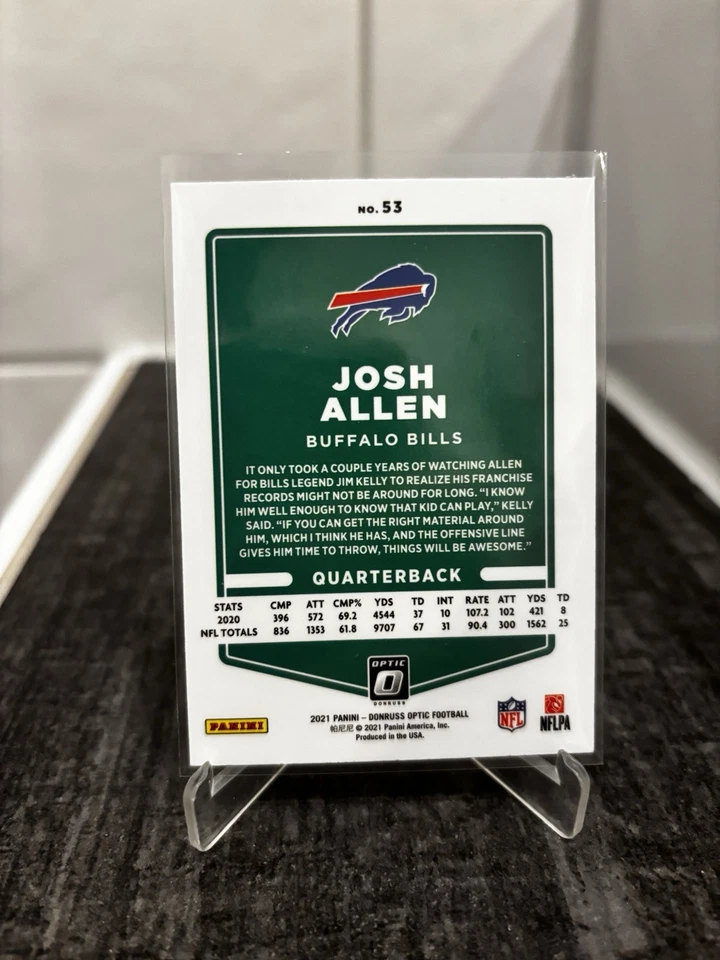 NO. 53
JOSH
ALLEN
BUFFALO BILLS
IT ONLY TOOK A COUPLE YEARS OF WATCHING ALLEN
FOR BILLS LEGEND JIM KELLY TO REALIZE HIS FRANCHISE
RECORDS MIGHT NOT BE AROUND FOR LONG. “I KNOW
HIM WELL ENOUGH TO KNOW THAT KID CAN PLAY,” KELLY
SAID. “IF YOU CAN GET THE RIGHT MATERIAL AROUND
HIM, WHICH I THINK HE HAS, AND THE OFFENSIVE LINE
GIVES HIM TIME TO THROW, THINGS WILL BE AWESOME.”
QUARTERBACK
STATS CMP ATT CMP% YDS TD INT RATE ATT YDS TD
2020 396 572 69.2 4544 37 10 107.2 102 421 8
NFL TOTALS 836 1353 61.8 9707 67 31 90.4 300 1562 25
OPTIC
DONRUSS
PANINI
2021 PANINI – DONRUSS OPTIC FOOTBALL
帕尼尼 © 2021 Panini America, Inc.
Produced in the USA.
NFL
NFLPA